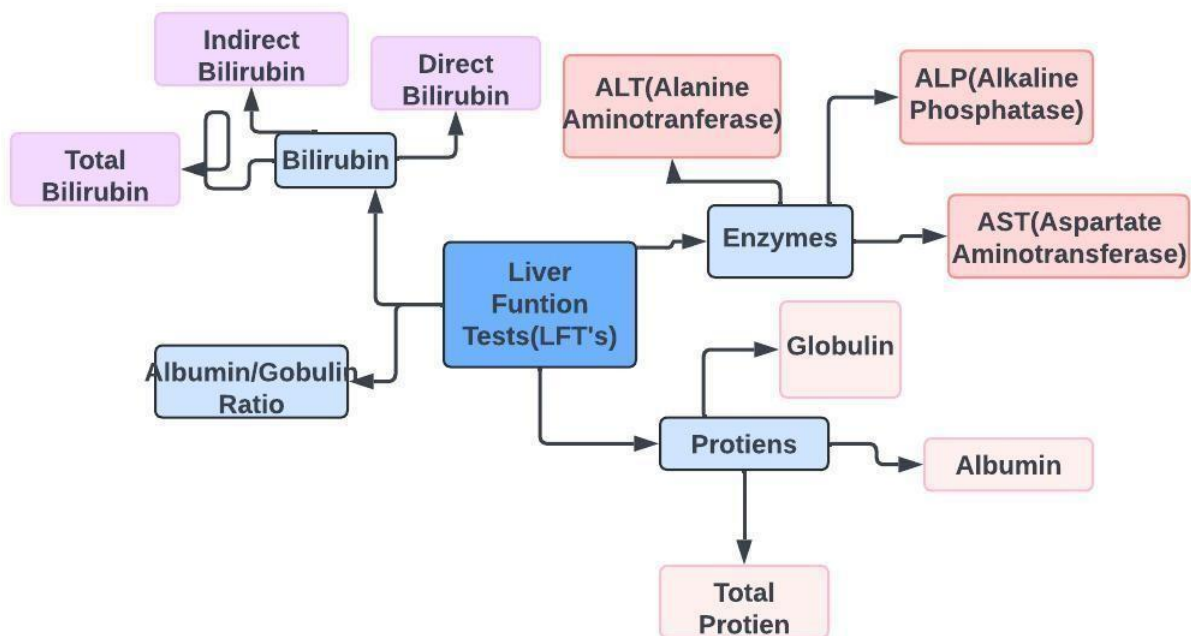 Indirect
Bilirubin
Direct
Bilirubin
Total
Bilirubin
Bilirubin
ALT(Alanine
Aminotranferase)
ALP(Alkaline
Phosphatase)
Enzymes
AST(Aspartate
Aminotransferase)
Liver
Funtion
Tests(LFT's)
Albumin/Gobulin
Ratio
Globulin
Protiens
Albumin
Total
Protien